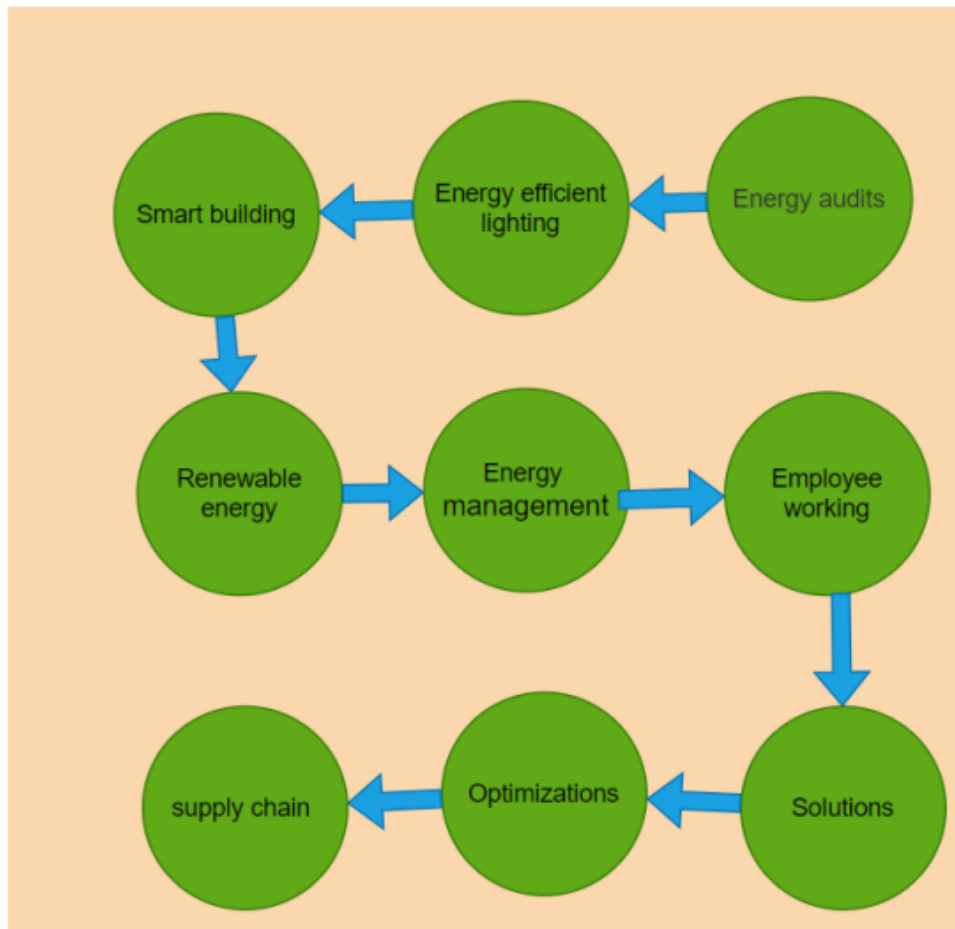 Smart building
Energy efficient
lighting
Energy audits
Renewable
energy
Energy
management
Employee
working
supply chain
Optimizations
Solutions